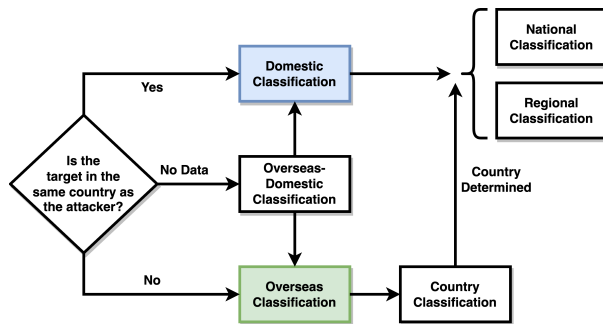 Is the
target in the
same country as
the attacker?
Yes
No Data
No
Domestic
Classification
Overseas-
Domestic
Classification
Overseas
Classification
Country
Classification
Country
Determined
National
Classification
Regional
Classification